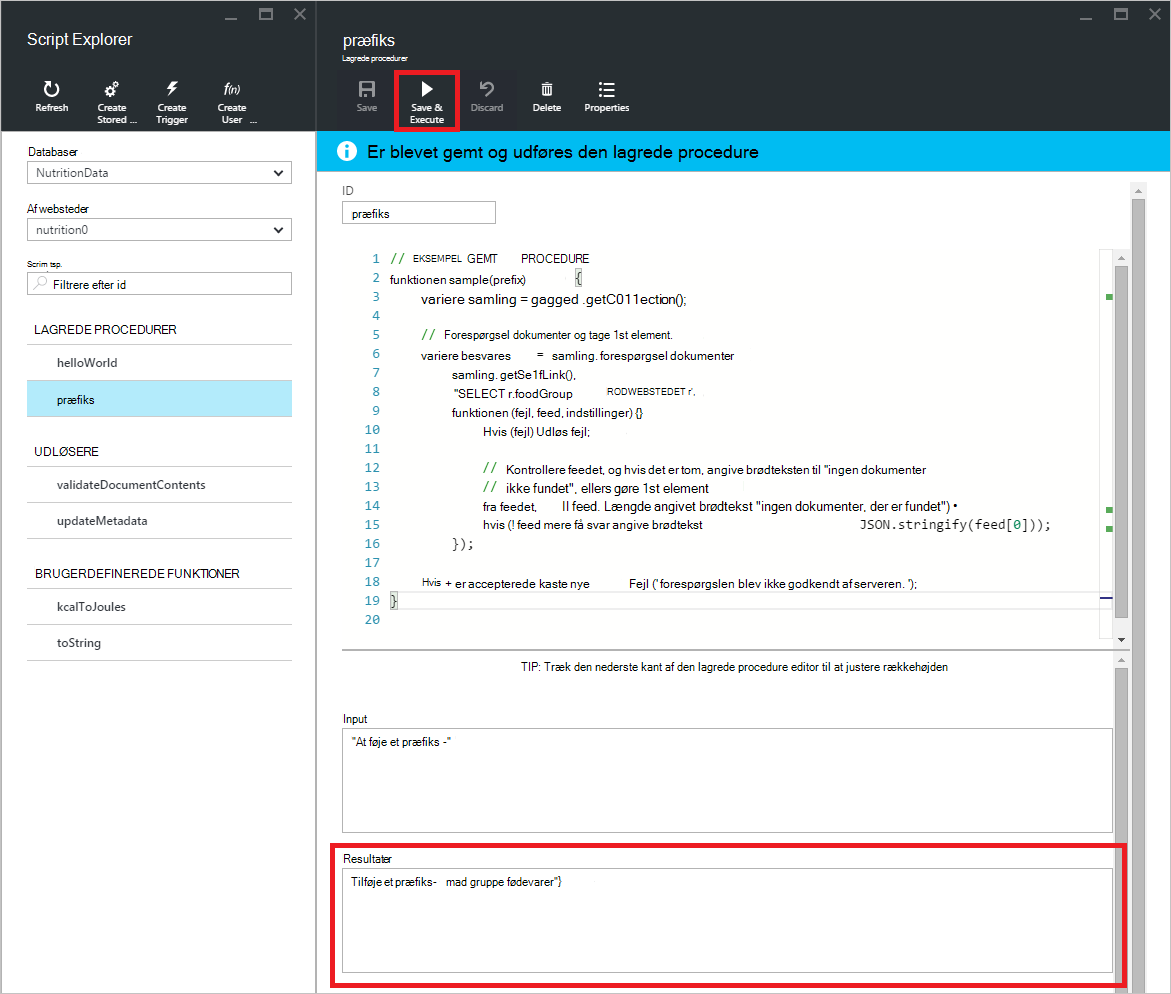 Script Explorer
Refresh
Create Stored ...
Create Trigger
f(n)
Create User ...
Databaser
NutritionData
Af websteder
nutrition0
Scrim tsp.
Filtrere efter id
LAGREDE PROCEDURER
helloWorld
præfiks
UDLØSERE
validateDocumentContents
updateMetadata
BRUGERDEFINEREDE FUNKTIONER
kcalToJoules
toString
præfiks
Lagrede procedurer
Save
Save & Execute
Discard
Delete
Properties
Er blevet gemt og udføres den lagrede procedure
ID
præfiks
1 // EKSEMPEL GEMT PROCEDURE
2 funktionen sample(prefix) {
3 variere samling = gagged .getC011ection();
4
5 // Forespørgsel dokumenter og tage 1st element.
6 variere besvares = samling. forespørgsel dokumenter
7 samling. getSe1fLink(),
8 "SELECT r.foodGroup RODWEBSTEDET r',
9 funktionen (fejl, feed, indstillinger) {}
10 Hvis (fejl) Udløs fejl;
11
12 // Kontrollere feedet, og hvis det er tom, angive brødteksten til "ingen dokumenter
13 // ikke fundet", ellers gøre 1st element
14 fra feedet, II feed. Længde angivet brødtekst "ingen dokumenter, der er fundet") •
15 hvis (! feed mere få svar angive brødtekst JSON.stringify(feed[0]));
16 });
17
18 Hvis + er accepterede kaste nye Fejl ('forespørgslen blev ikke godkendt af serveren. ');
19 }
20
TIP: Træk den nederste kant af den lagrede procedure editor til at justere rækkehøjden
Input
"At føje et præfiks -"
Resultater
Tilføje et præfiks- mad gruppe fødevarer"}